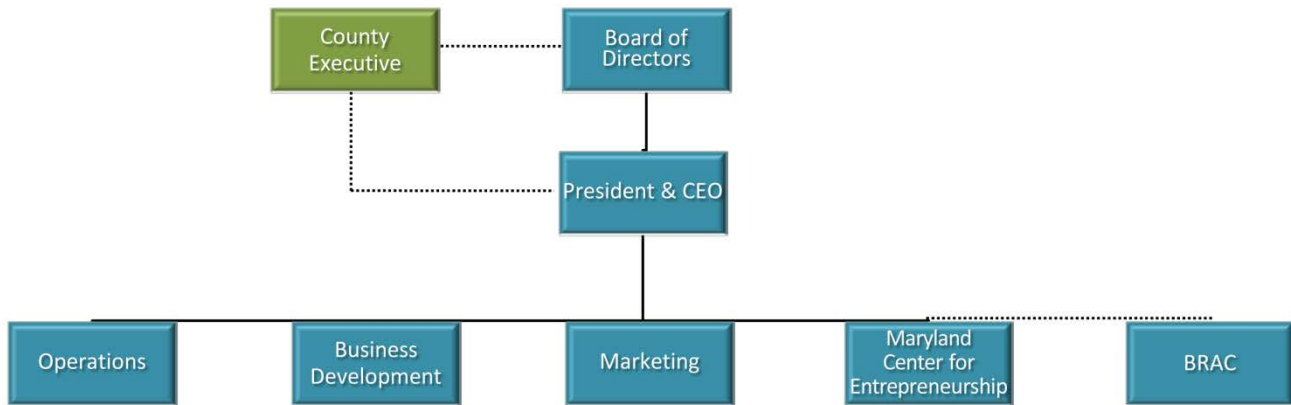 County
Executive
Board of
Directors
President & CEO
Operations
Business
Development
Marketing
Maryland
Center for
Entrepreneurship
BRAC